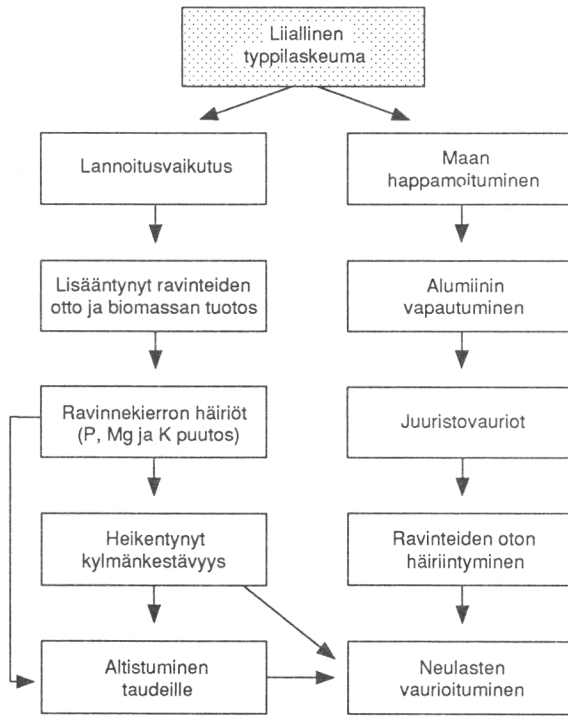 Liiallinen
typpilaskeuma
Lannoitusvaikutus
Maan
happamoituminen
Lisääntynyt ravinteiden
otto ja biomassan tuotos
Alumiinin
vapautuminen
Ravinnekierron häiriöt
(P, Mg ja K puutos)
Juuristovauriot
Heikentynyt
kylmänkestävyys
Ravinteiden oton
häiriintyminen
Altistuminen
taudeille
Neulasten
vaurioituminen